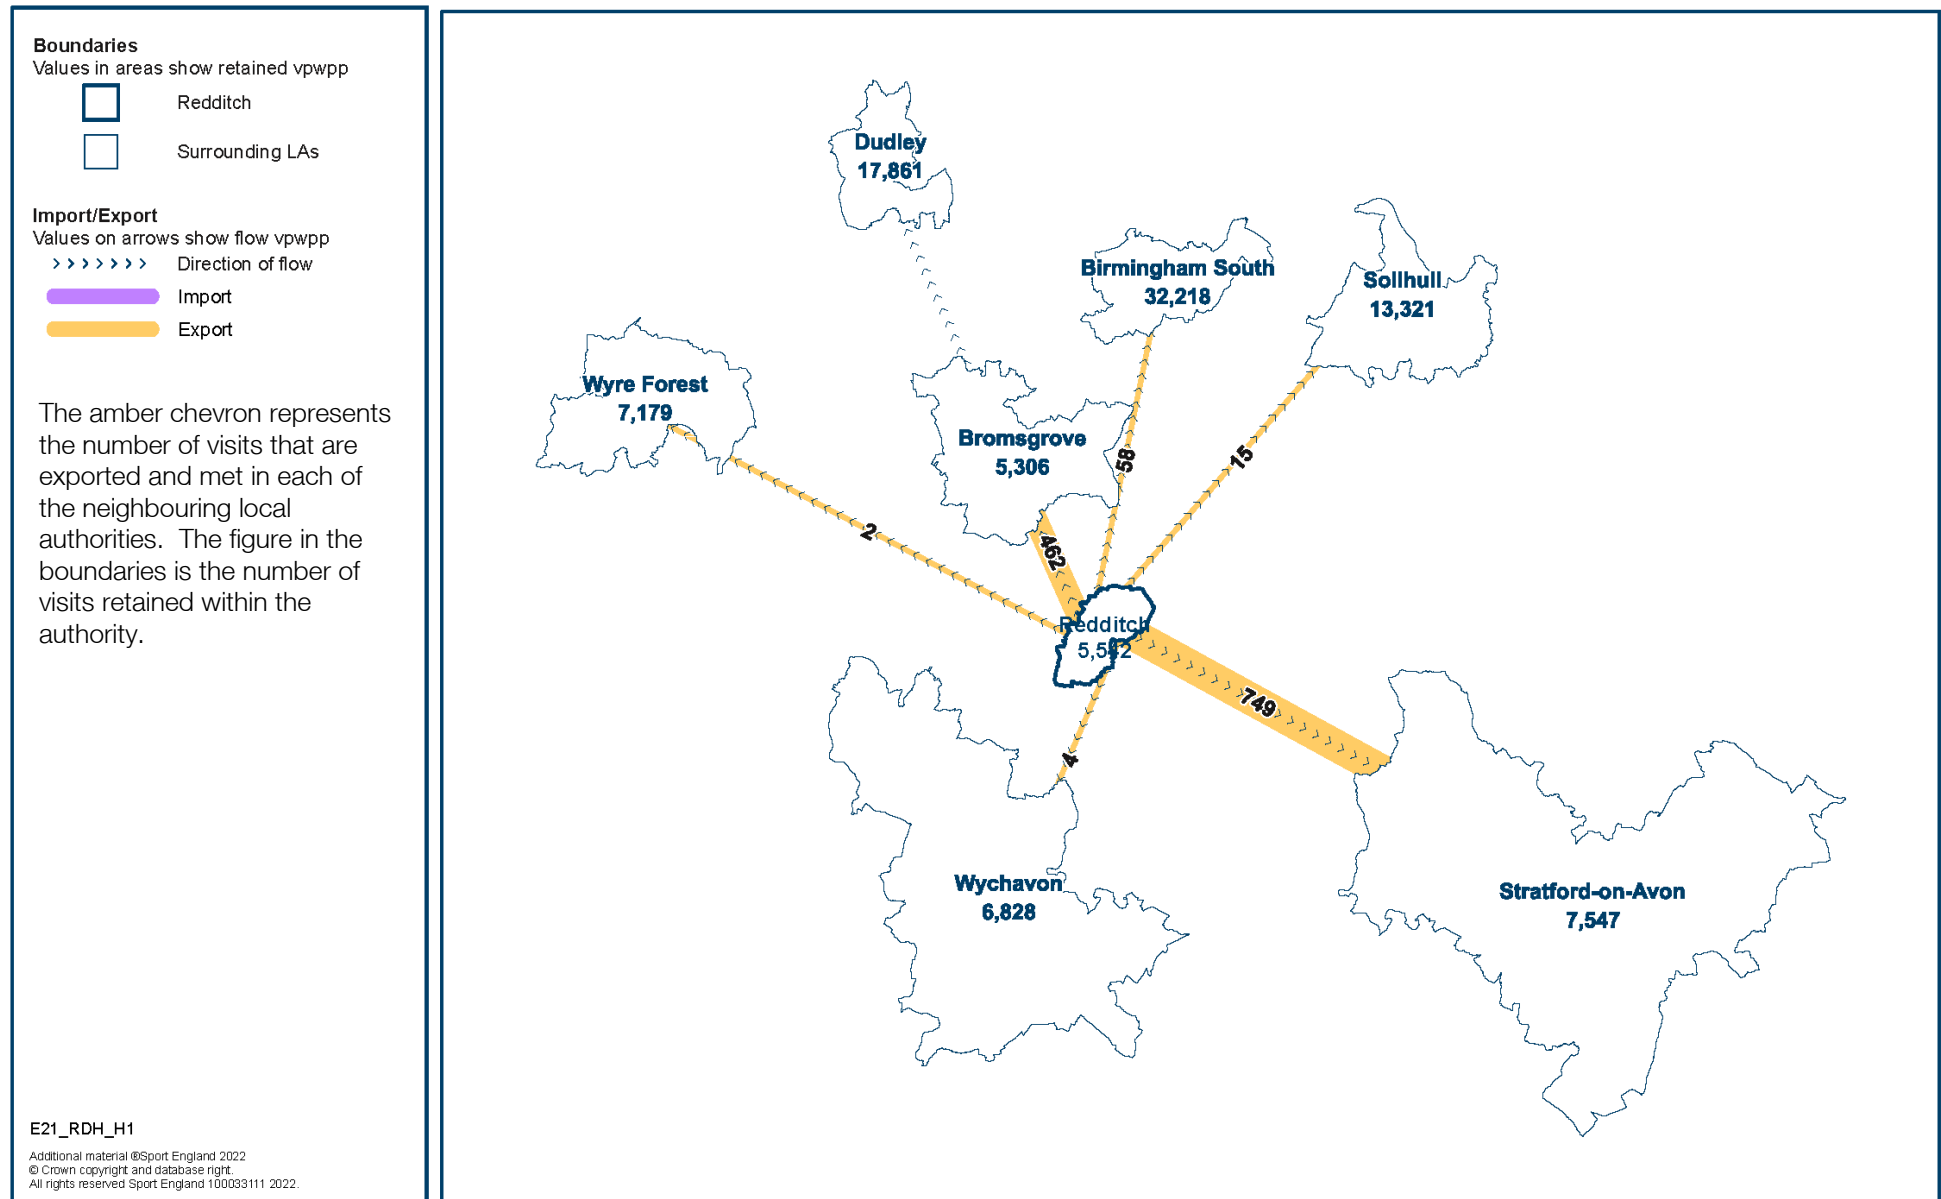 Boundaries
Values in areas show retained vpwpp
Redditch
Surrounding LAs
Import/Export
Values on arrows show flow vpwpp
Direction of flow
Import
Export
The amber chevron represents
the number of visits that are
exported and met in each of
the neighbouring local
authorities.  The figure in the
boundaries is the number of
visits retained within the
authority.
E21_RDH_H1
Additional material ®Sport England 2022
© Crown copyright and database right.
All rights reserved Sport England 100033111 2022.
Dudley
17,861
Birmingham South
32,218
Solihull
13,321
Wyre Forest
7,179
Bromsgrove
5,306
58
15
2
462
Redditch
5,542
749
4
Wychavon
6,828
Stratford-on-Avon
7,547